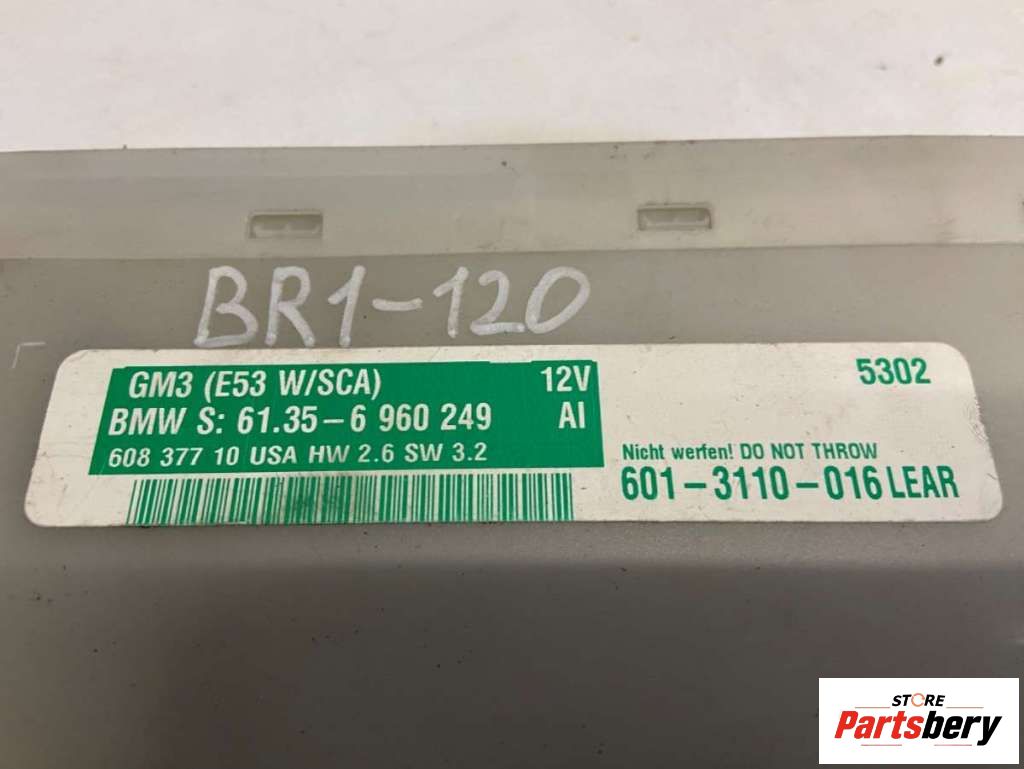 BR1-120
GM3 (E53 W/SCA) 12V 5302
BMW S: 61.35-6 960 249 AI
608 377 10 USA HW 2.6 SW 3.2
Nicht werfen! DO NOT THROW
601-3110-016 LEAR
STORE
Partsbery